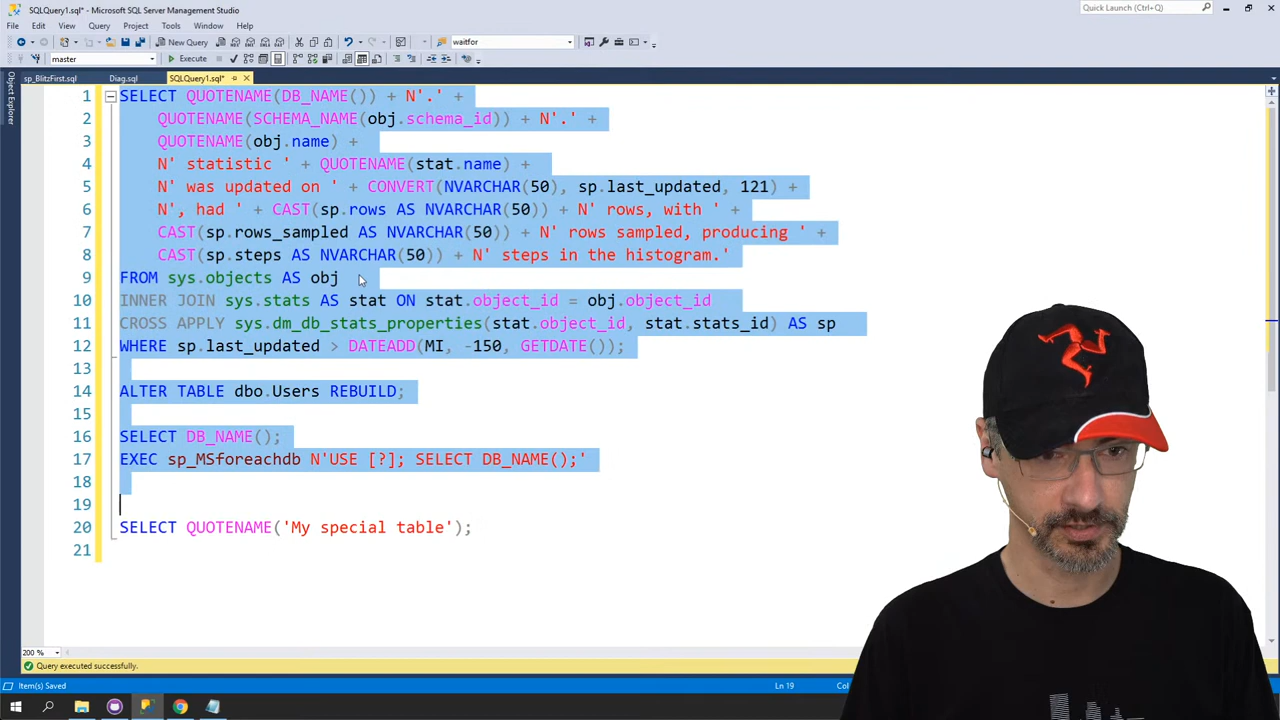 SQLQuery1.sql* - Microsoft SQL Server Management Studio
Quick Launch (Ctrl+Q)
File Edit View Query Project Tools Window Help
New Query
waitfor
master
Execute
sp_BlitzFirst.sql Diag.sql SQLQuery1.sql*
Object Explorer
1 SELECT QUOTENAME(DB_NAME()) + N'.' +
2 QUOTENAME(SCHEMA_NAME(obj.schema_id)) + N'.' +
3 QUOTENAME(obj.name) +
4 N' statistic ' + QUOTENAME(stat.name) +
5 N' was updated on ' + CONVERT(NVARCHAR(50), sp.last_updated, 121) +
6 N', had ' + CAST(sp.rows AS NVARCHAR(50)) + N' rows, with ' +
7 CAST(sp.rows_sampled AS NVARCHAR(50)) + N' rows sampled, producing ' +
8 CAST(sp.steps AS NVARCHAR(50)) + N' steps in the histogram.'
9 FROM sys.objects AS obj
10 INNER JOIN sys.stats AS stat ON stat.object_id = obj.object_id
11 CROSS APPLY sys.dm_db_stats_properties(stat.object_id, stat.stats_id) AS sp
12 WHERE sp.last_updated > DATEADD(MI, -150, GETDATE());
13
14 ALTER TABLE dbo.Users REBUILD;
15
16 SELECT DB_NAME();
17 EXEC sp_MSforeachdb N'USE [?]; SELECT DB_NAME();'
18
19
20 SELECT QUOTENAME('My special table');
21
200 %
Query executed successfully.
Item(s) Saved Ln 19 Col